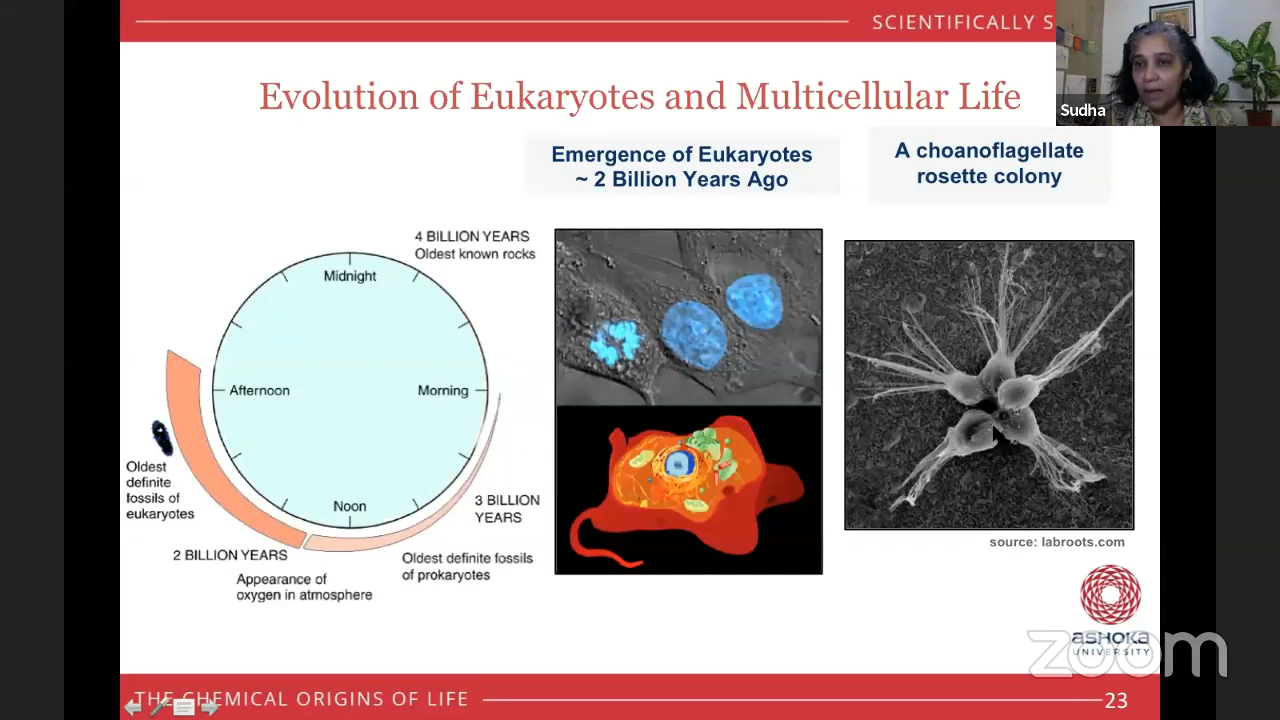 SCIENTIFICALLY S
Sudha
Evolution of Eukaryotes and Multicellular Life
Emergence of Eukaryotes
~ 2 Billion Years Ago
A choanoflagellate
rosette colony
4 BILLION YEARS
Oldest known rocks
Midnight
Afternoon
Morning
Noon
Oldest
definite
fossils of
eukaryotes
3 BILLION
YEARS
2 BILLION YEARS
Oldest definite fossils
of prokaryotes
Appearance of
oxygen in atmosphere
source: labroots.com
ASHOKA
UNIVERSITY
zoom
THE CHEMICAL ORIGINS OF LIFE
23